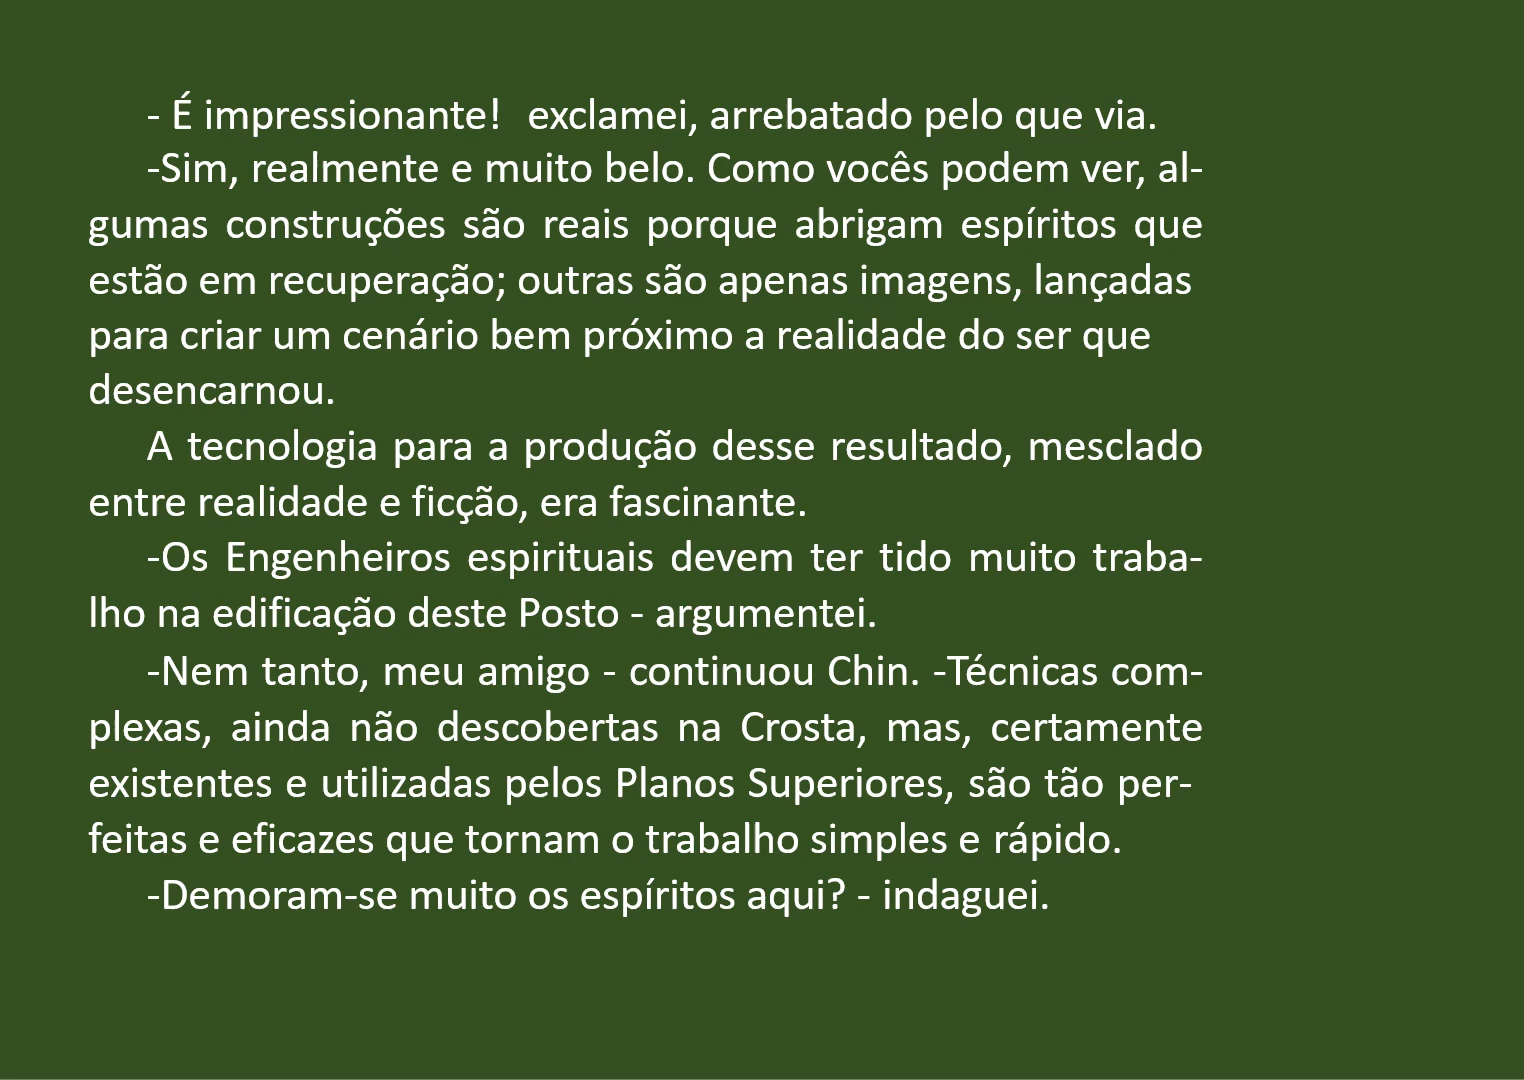 - É impressionante!  exclamei, arrebatado pelo que via.
-Sim, realmente e muito belo. Como vocês podem ver, al-
gumas construções são reais porque abrigam espíritos que
estão em recuperação; outras são apenas imagens, lançadas
para criar um cenário bem próximo a realidade do ser que
desencarnou.
A tecnologia para a produção desse resultado, mesclado
entre realidade e ficção, era fascinante.
-Os Engenheiros espirituais devem ter tido muito traba-
lho na edificação deste Posto - argumentei.
-Nem tanto, meu amigo - continuou Chin. -Técnicas com-
plexas, ainda não descobertas na Crosta, mas, certamente
existentes e utilizadas pelos Planos Superiores, são tão per-
feitas e eficazes que tornam o trabalho simples e rápido.
-Demoram-se muito os espíritos aqui? - indaguei.